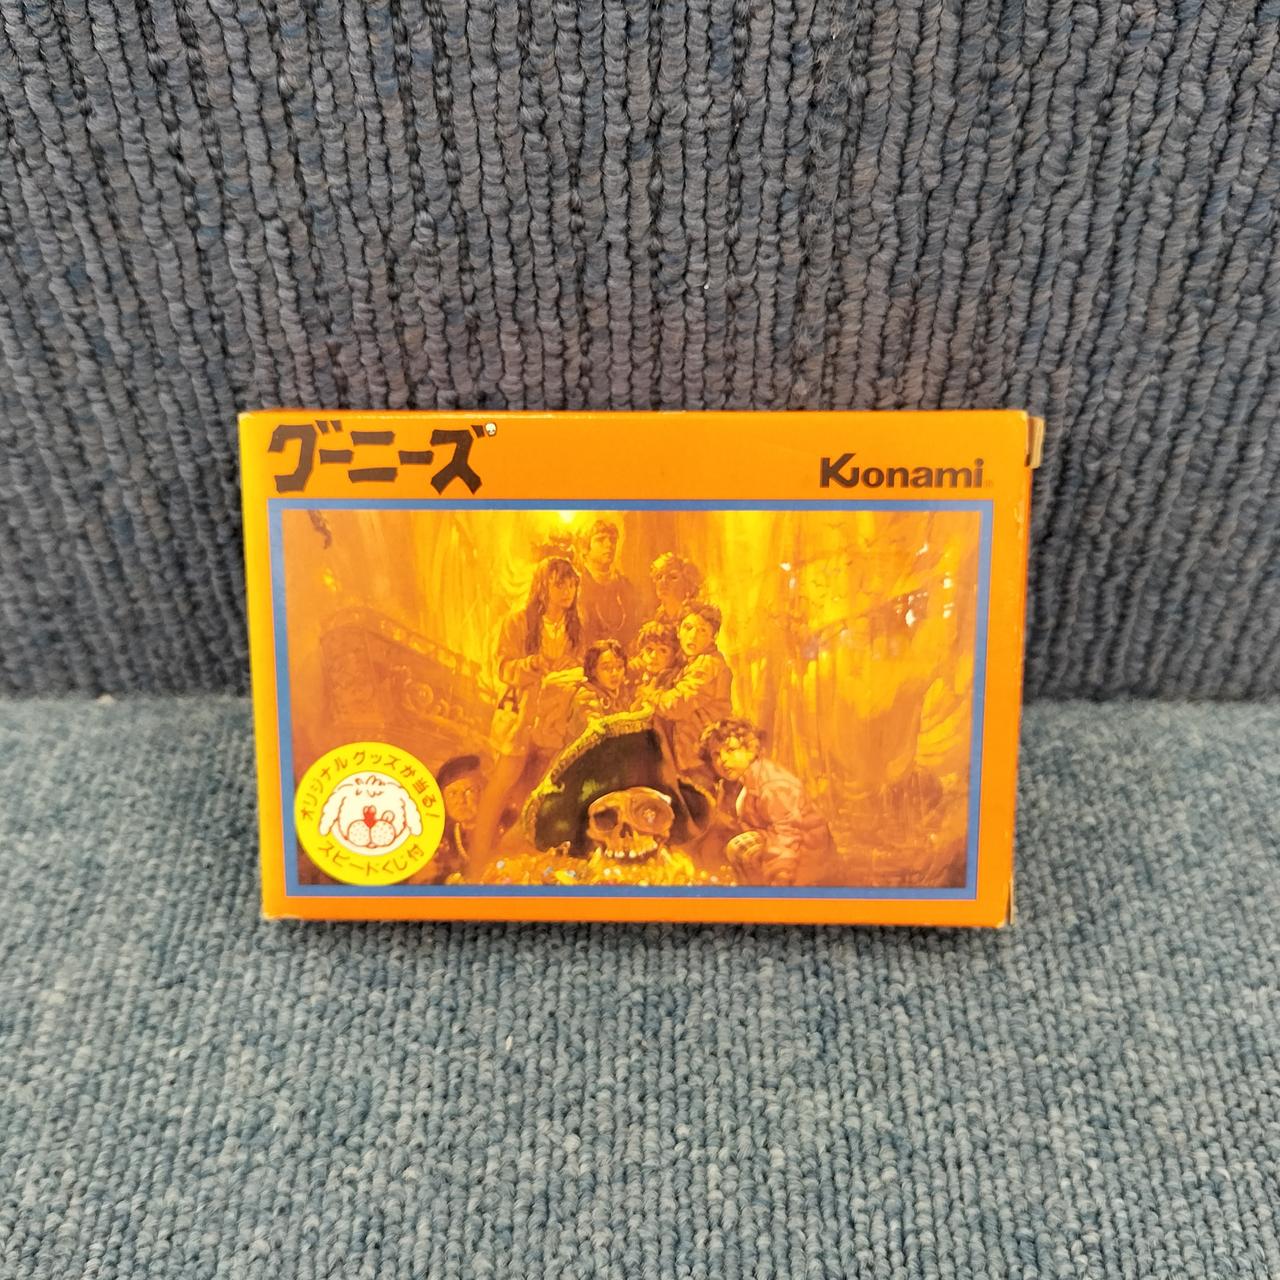 グーニーズ
Konami
オリジナルグッズが当る!
スピードくじ付